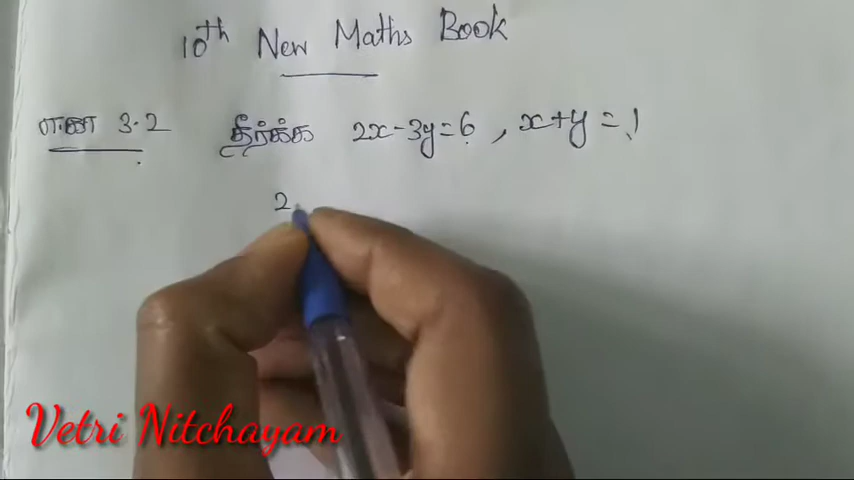 10th New Maths Book
எ.கா 3.2 தீர்க்க 2x - 3y = 6, x + y = 1
2
Vetri Nitchayam